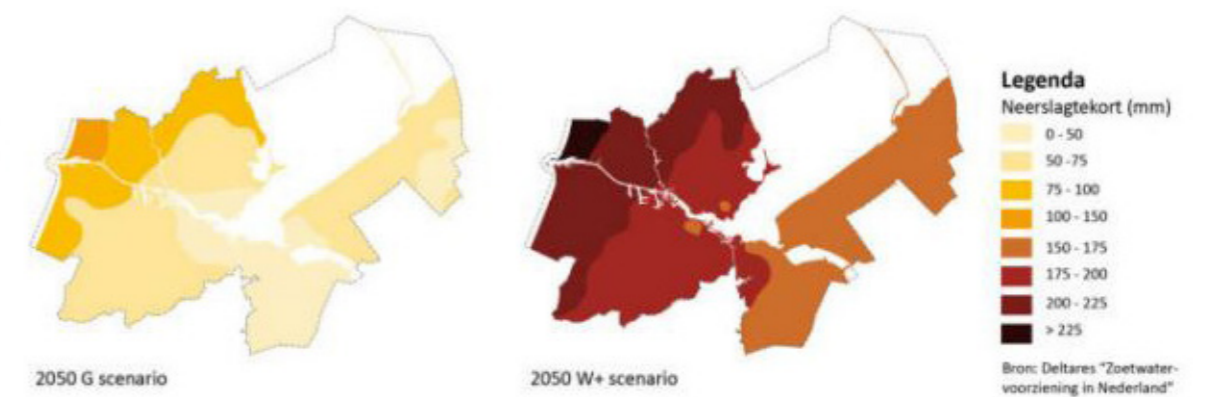 2050 G scenario
2050 W+ scenario
Legenda
Neerslagtekort (mm)
0 - 50
50 -75
75 - 100
100 - 150
150 - 175
175 - 200
200 - 225
> 225
Bron: Deltares "Zoetwater-
voorziening in Nederland"